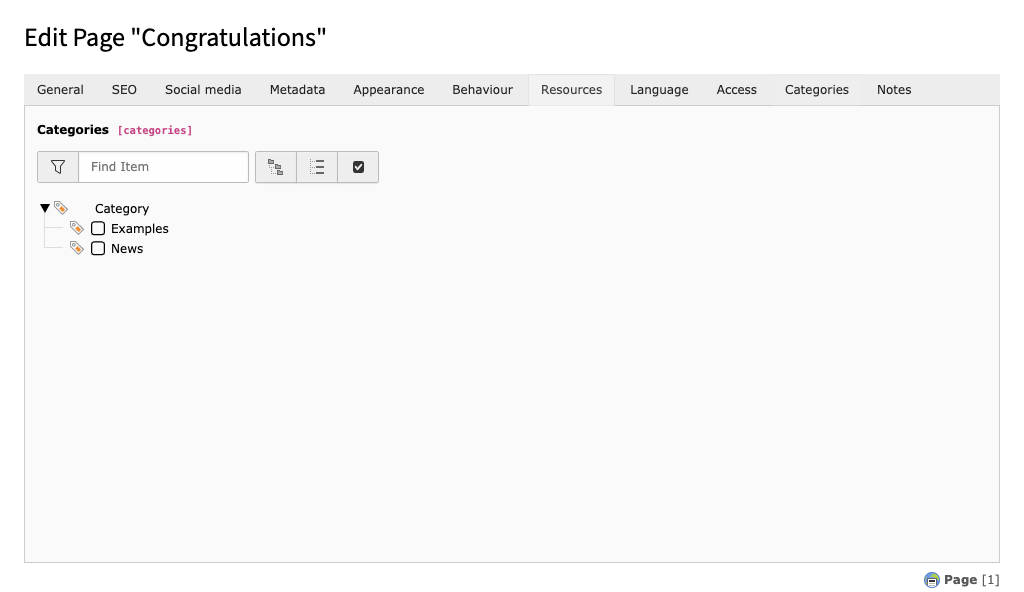 Edit Page "Congratulations"
General SEO Social media Metadata Appearance Behaviour Resources Language Access Categories Notes
Categories [categories]
Find Item
Category
Examples
News
Page [1]